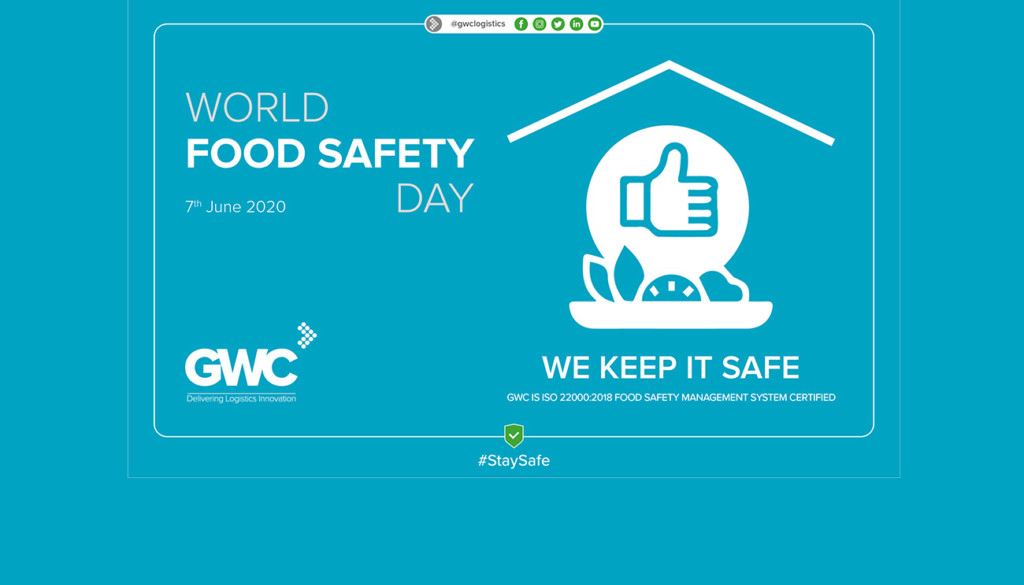 @gwclogistics
WORLD
FOOD SAFETY
DAY
7th June 2020
GWC
Delivering Logistics Innovation
WE KEEP IT SAFE
GWC IS ISO 22000:2018 FOOD SAFETY MANAGEMENT SYSTEM CERTIFIED
#StaySafe